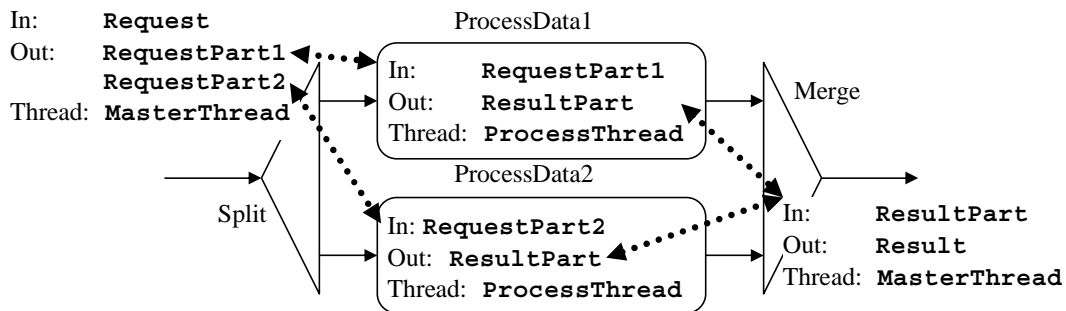 In: Request
Out: RequestPart1
RequestPart2
Thread: MasterThread
Split
ProcessData1
In: RequestPart1
Out: ResultPart
Thread: ProcessThread
ProcessData2
In: RequestPart2
Out: ResultPart
Thread: ProcessThread
Merge
In: ResultPart
Out: Result
Thread: MasterThread